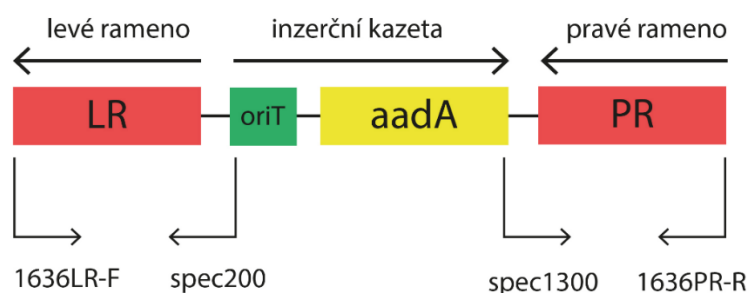 levé rameno inzerční kazeta pravé rameno
LR oriT aadA PR
1636LR-F spec200 spec1300 1636PR-R